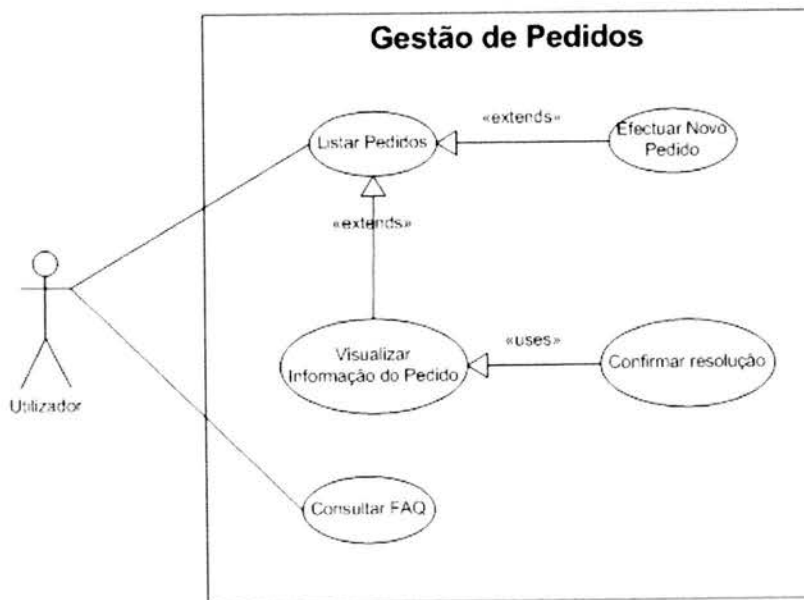 Gestão de Pedidos
Listar Pedidos
«extends»
Efectuar Novo
Pedido
«extends»
Visualizar
Informação do Pedido
«uses»
Confirmar resolução
Utilizador
Consultar FAQ